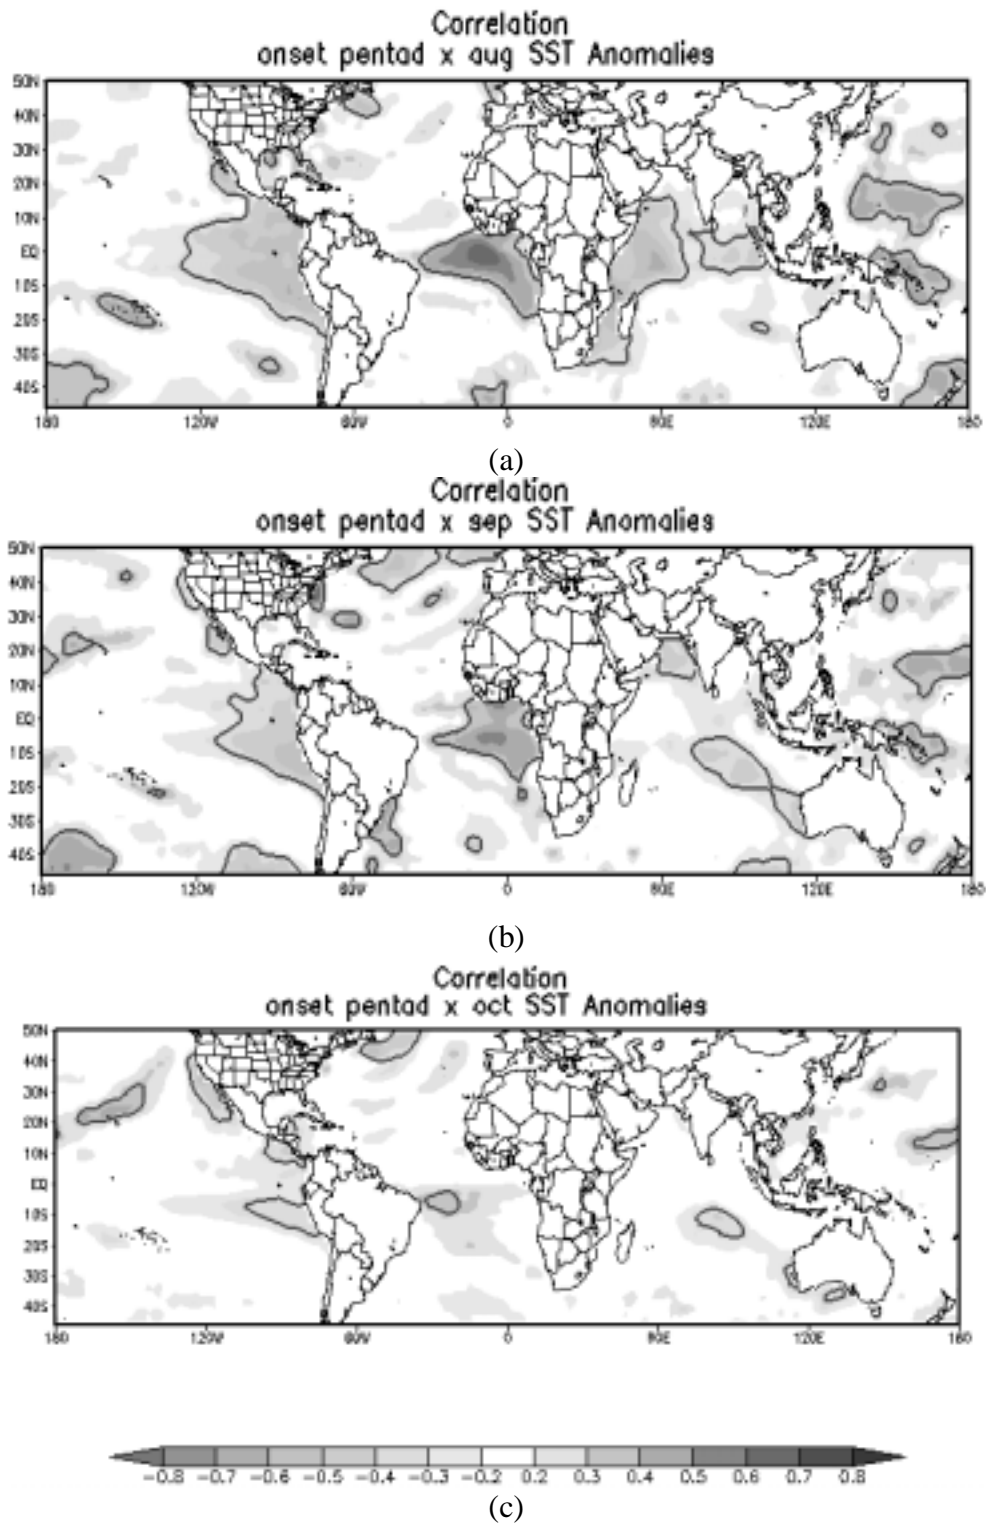 Correlation
onset pentad x aug SST Anomalies
50N
40N
30N
20N
10N
EQ
10S
20S
30S
40S
180 120W 60W 0 60E 120E 180
(a)
Correlation
onset pentad x sep SST Anomalies
50N
40N
30N
20N
10N
EQ
10S
20S
30S
40S
180 120W 60W 0 60E 120E 180
(b)
Correlation
onset pentad x oct SST Anomalies
50N
40N
30N
20N
10N
EQ
10S
20S
30S
40S
180 120W 60W 0 60E 120E 180
-0.8 -0.7 -0.6 -0.5 -0.4 -0.3 -0.2 0.2 0.3 0.4 0.5 0.6 0.7 0.8
(c)